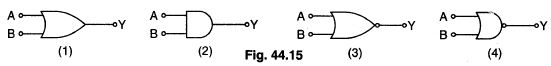 A B Y A B Y A B Y A B Y
(1) (2) Fig. 44.15 (3) (4)